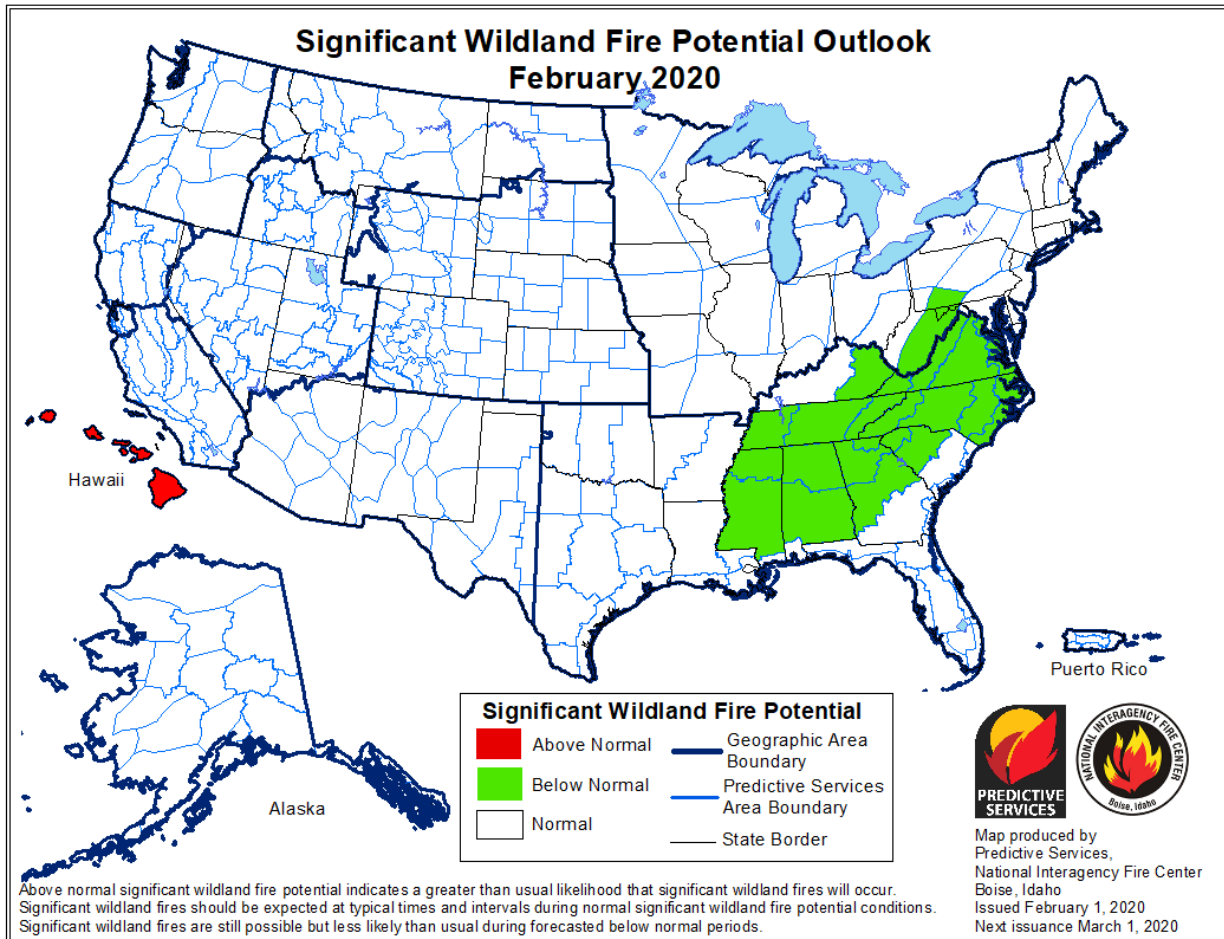 Significant Wildland Fire Potential Outlook
February 2020
Hawaii
Alaska
Puerto Rico
Significant Wildland Fire Potential
Above Normal
Below Normal
Normal
Geographic Area
Boundary
Predictive Services
Area Boundary
State Border
PREDICTIVE
SERVICES
NATIONAL INTERAGENCY FIRE CENTER
Boise, Idaho
Map produced by
Predictive Services,
National Interagency Fire Center
Boise, Idaho
Issued February 1, 2020
Next issuance March 1, 2020
Above normal significant wildland fire potential indicates a greater than usual likelihood that significant wildland fires will occur.
Significant wildland fires should be expected at typical times and intervals during normal significant wildland fire potential conditions.
Significant wildland fires are still possible but less likely than usual during forecasted below normal periods.